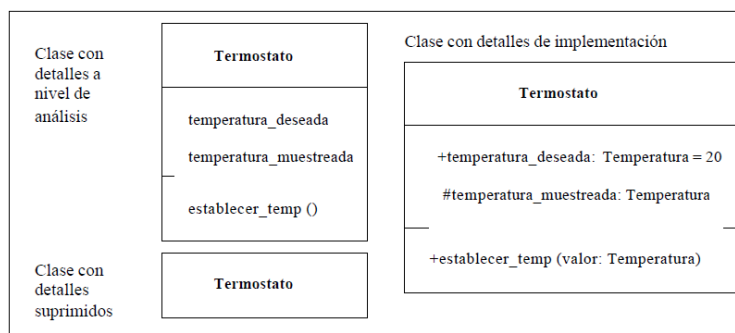 Clase con
detalles a
nivel de
análisis
Termostato
temperatura_deseada
temperatura_muestreada
establecer_temp ()
Clase con
detalles
suprimidos
Termostato
Clase con detalles de implementación
Termostato
+temperatura_deseada: Temperatura = 20
#temperatura_muestreada: Temperatura
+establecer_temp (valor: Temperatura)